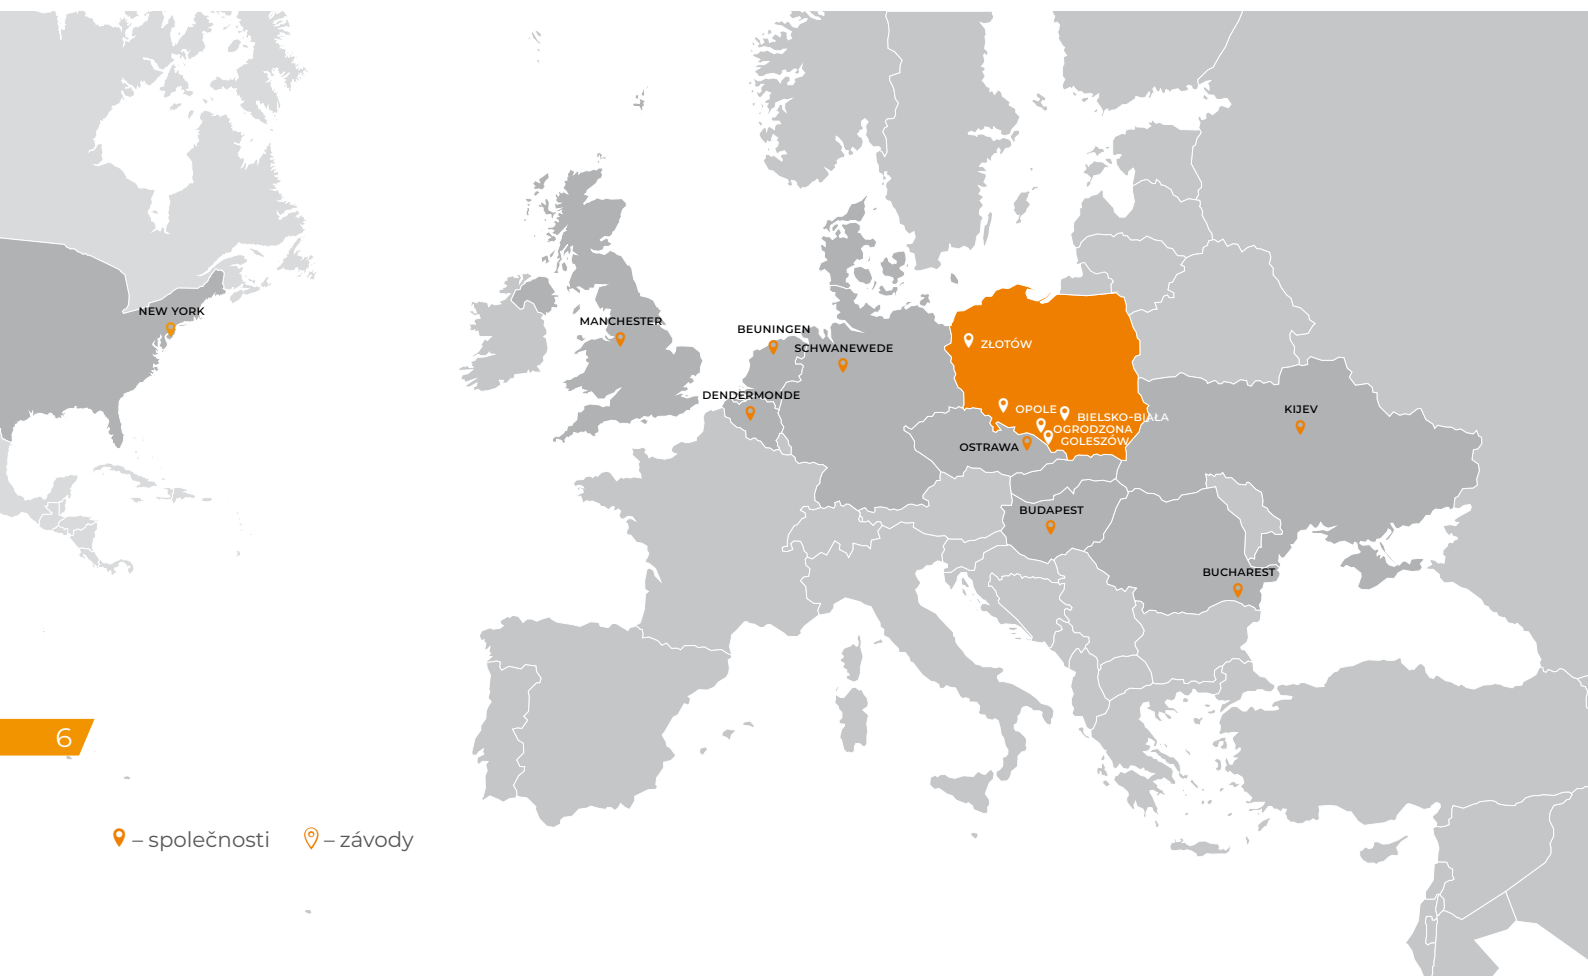 NEW YORK
MANCHESTER
BEUNINGEN
SCHWANEWEDE
DENDERMONDE
ZŁOTÓW
OPOLE
BIELSKO-BIAŁA
OGRODZONA
GOLESZÓW
OSTRAWA
KIJEV
BUDAPEST
BUCHAREST
6
– společnosti
– závody